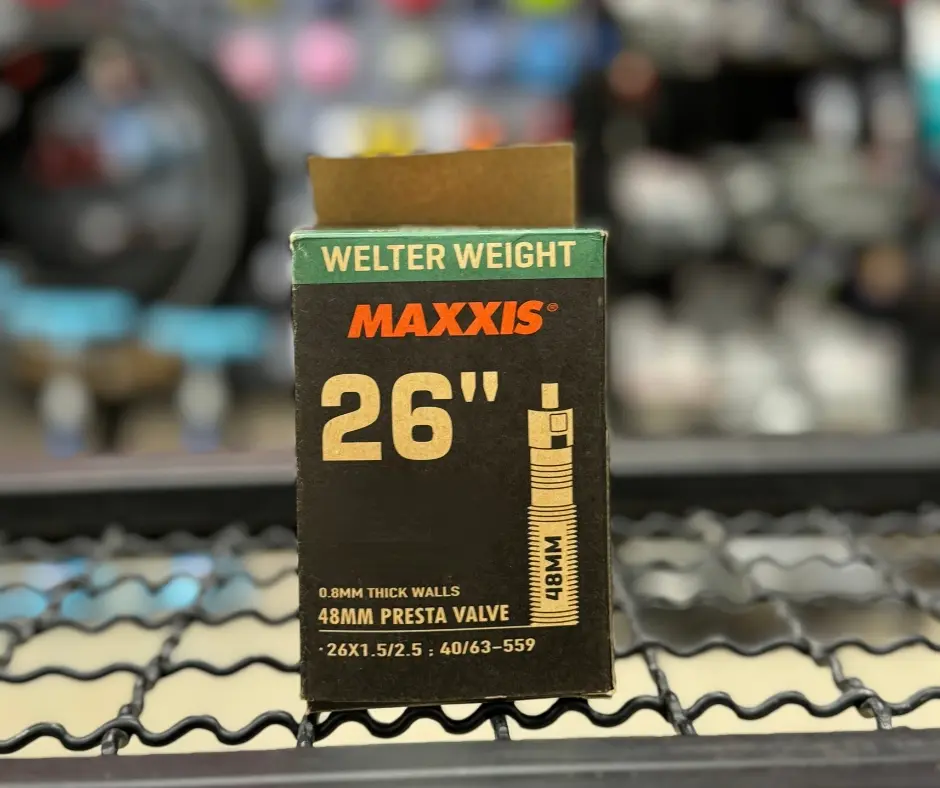 WELTER WEIGHT
MAXXIS®
26"
48MM
0.8MM THICK WALLS
48MM PRESTA VALVE
·26X1.5/2.5 : 40/63-559